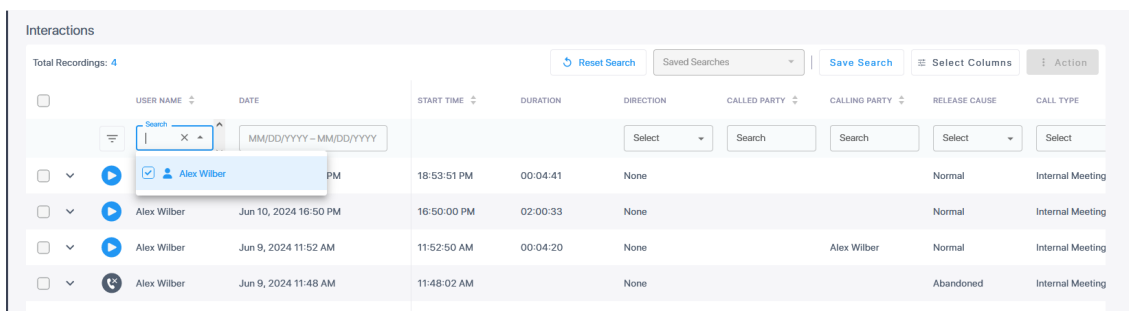 Interactions
Total Recordings: 4 Reset Search Saved Searches Save Search Select Columns Action
USER NAME DATE START TIME DURATION DIRECTION CALLED PARTY CALLING PARTY RELEASE CAUSE CALL TYPE
Search MM/DD/YYYY – MM/DD/YYYY Select Search Search Select Select
Alex Wilber PM 18:53:51 PM 00:04:41 None Normal Internal Meeting
Alex Wilber Jun 10, 2024 16:50 PM 16:50:00 PM 02:00:33 None Normal Internal Meeting
Alex Wilber Jun 9, 2024 11:52 AM 11:52:50 AM 00:04:20 None Alex Wilber Normal Internal Meeting
Alex Wilber Jun 9, 2024 11:48 AM 11:48:02 AM None Abandoned Internal Meeting